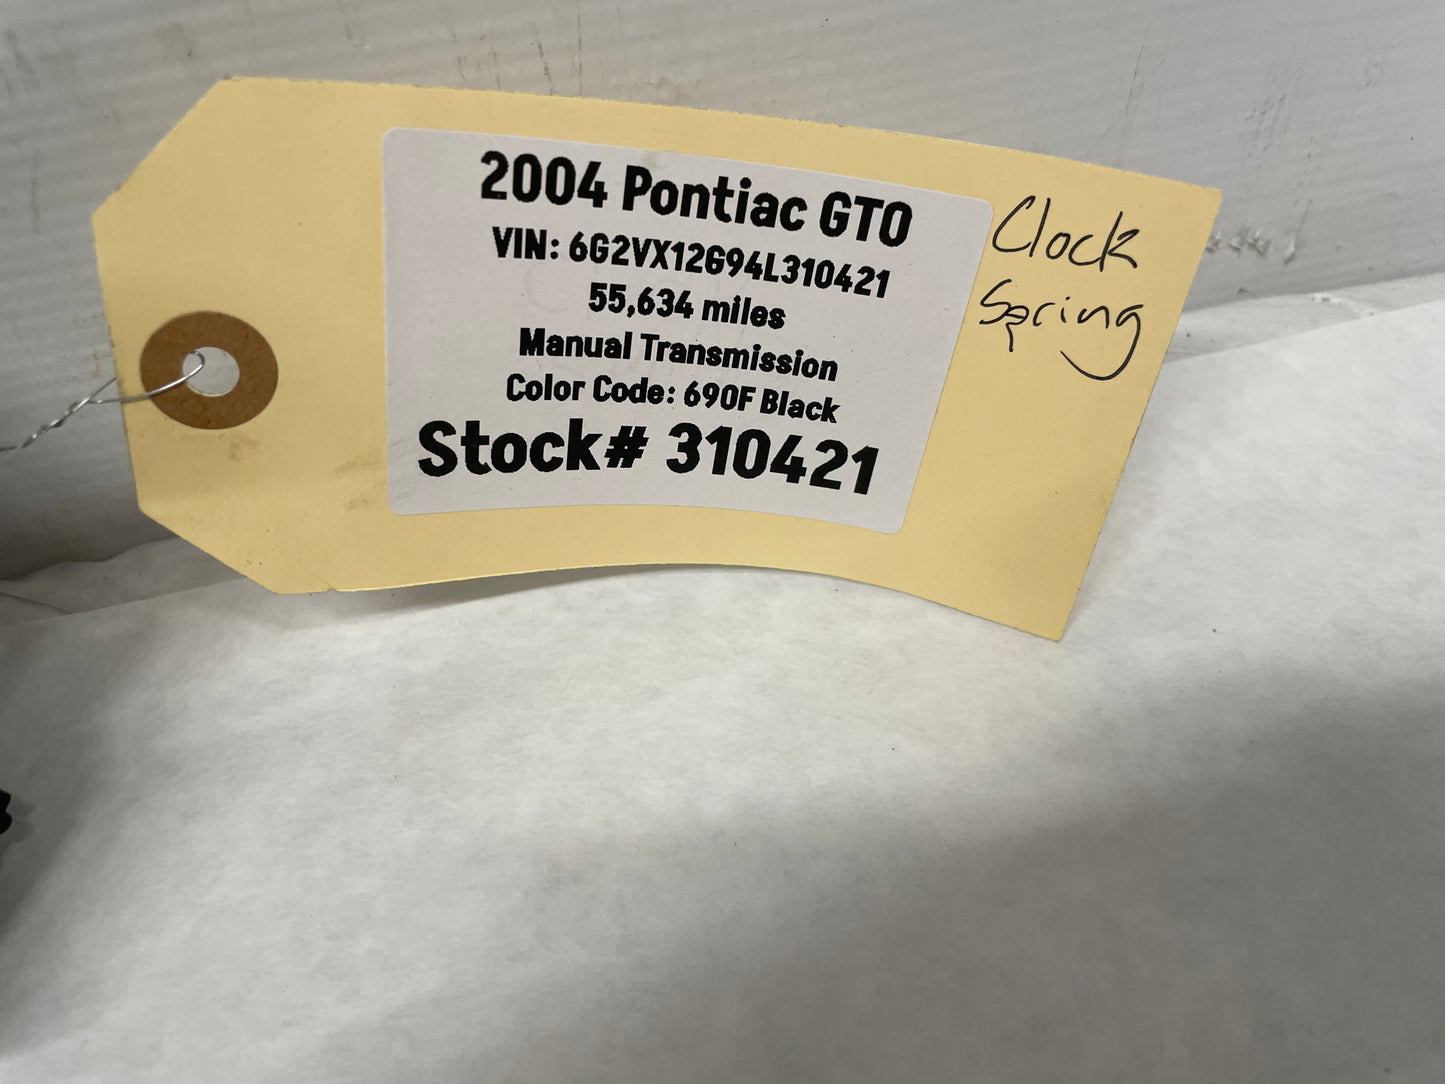 2004 Pontiac GTO
VIN: 6G2VX12G94L310421
55,634 miles
Manual Transmission
Color Code: 690F Black
Stock# 310421
Clock
Spring